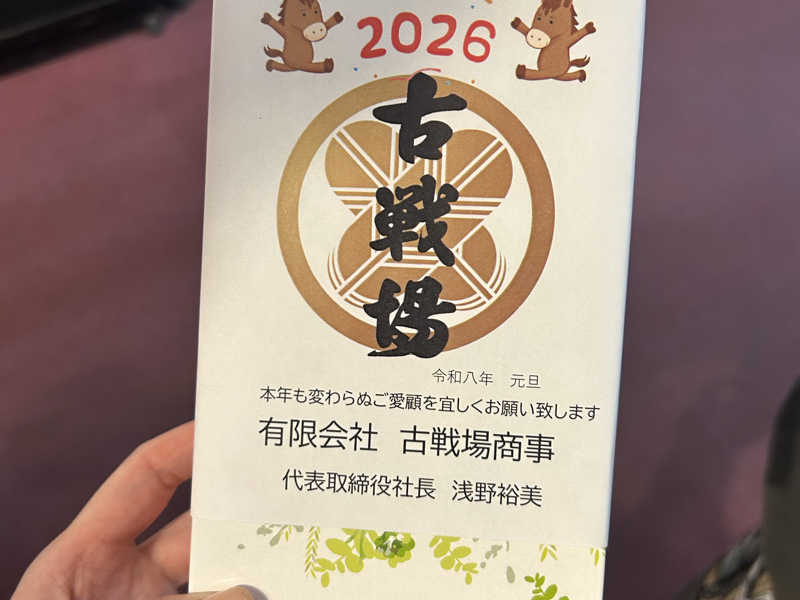 2026
古戦場
令和八年 元旦
本年も変わらぬご愛顧を宜しくお願い致します
有限会社 古戦場商事
代表取締役社長 浅野裕美